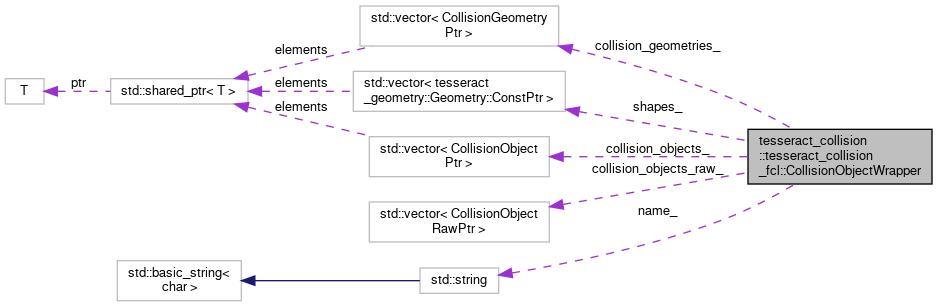 std::vector< CollisionGeometry
Ptr >
collision_geometries_
elements
T
ptr
std::shared_ptr< T >
elements
std::vector< tesseract
_geometry::Geometry::ConstPtr >
shapes_
elements
std::vector< CollisionObject
Ptr >
collision_objects_
tesseract_collision
::tesseract_collision
_fcl::CollisionObjectWrapper
collision_objects_raw_
std::vector< CollisionObject
RawPtr >
name_
std::basic_string<
char >
std::string